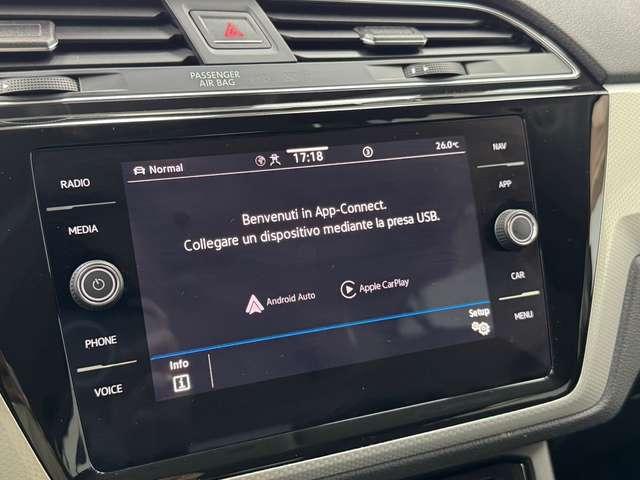 PASSENGER
AIR BAG
Normal
17:18
3
26.0°C
RADIO
MEDIA
PHONE
VOICE
NAV
APP
CAR
MENU
Benvenuti in App-Connect.
Collegare un dispositivo mediante la presa USB.
Android Auto
Apple CarPlay
Info
Setup